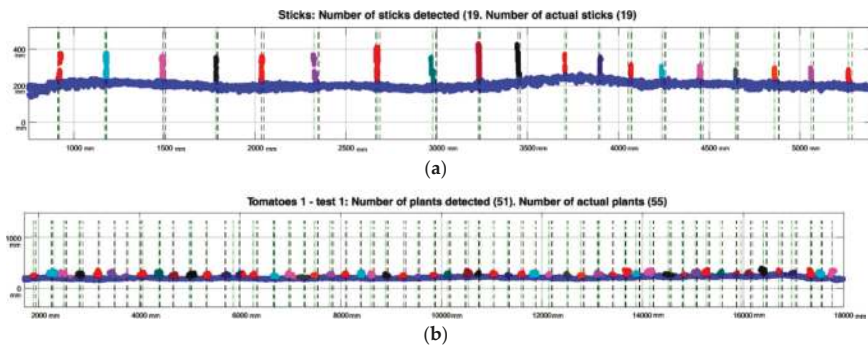 Sticks: Number of sticks detected (19. Number of actual sticks (19)
400
200
0
mm
mm
1000 mm
1500 mm
2000 mm
2500 mm
3000 mm
3500 mm
4000 mm
4500 mm
5000 mm
(a)
Tomatoes 1 - test 1: Number of plants detected (51). Number of actual plants (55)
1000
0
mm
2000 mm
4000 mm
6000 mm
8000 mm
10000 mm
12000 mm
14000 mm
16000 mm
18000 mm
(b)